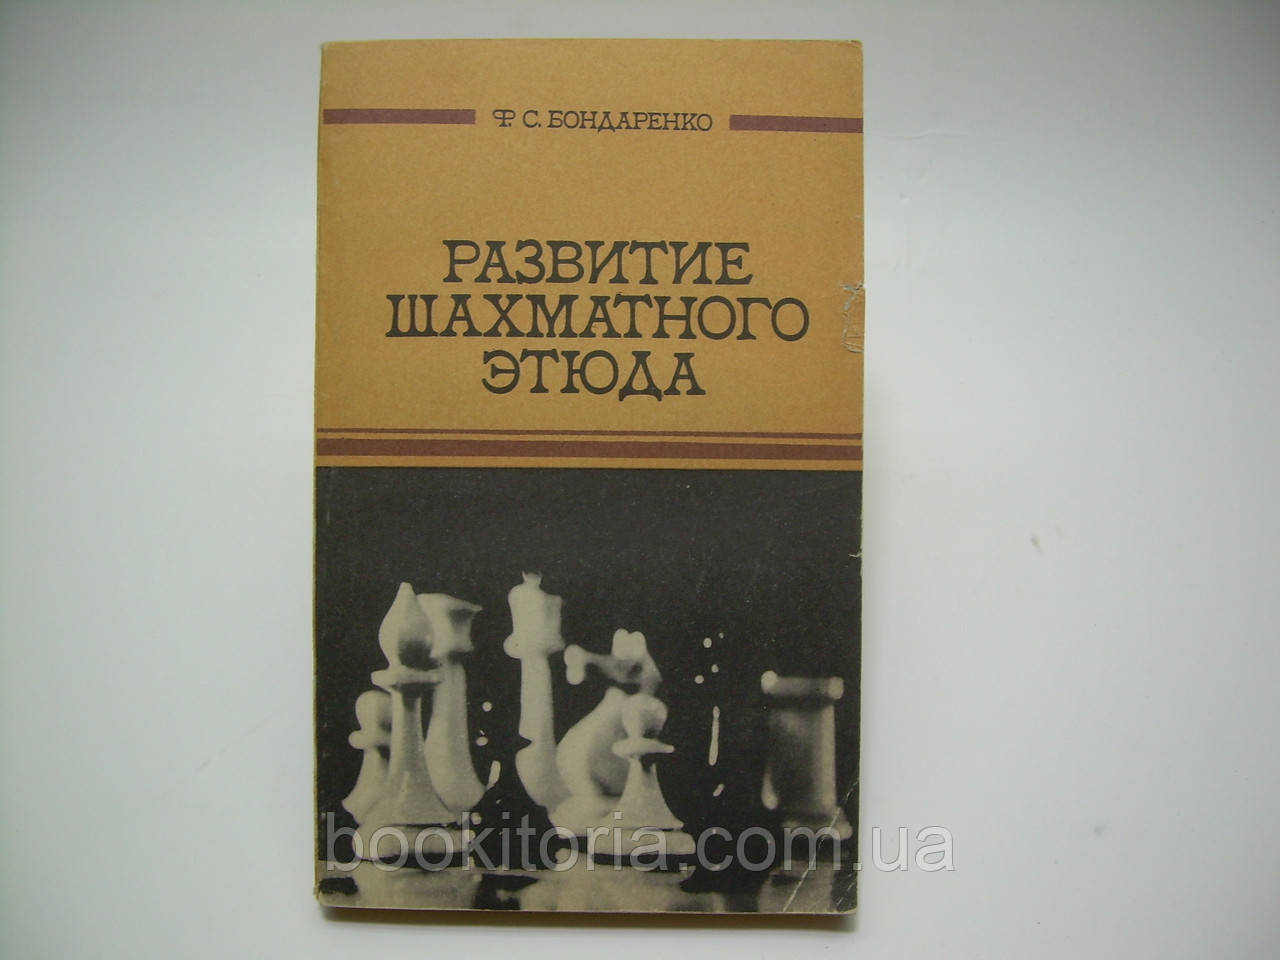 Ф. С. БОНДАРЕНКО
РАЗВИТИЕ
ШАХМАТНОГО
ЭТЮДА
bookitoria.com.ua